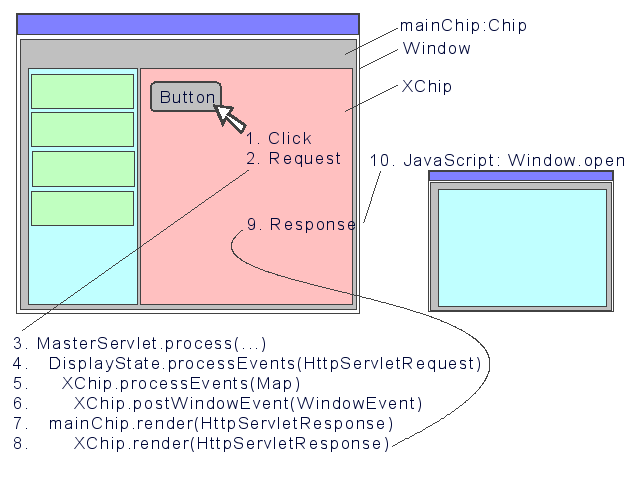 mainChip:Chip
Window
XChip
Button
1. Click
2. Request
10. JavaScript: Window.open
9. Response
3. MasterServlet.process(...)
4. DisplayState.processEvents(HttpServletRequest)
5. XChip.processEvents(Map)
6. XChip.postWindowEvent(WindowEvent)
7. mainChip.render(HttpServletResponse)
8. XChip.render(HttpServletResponse)